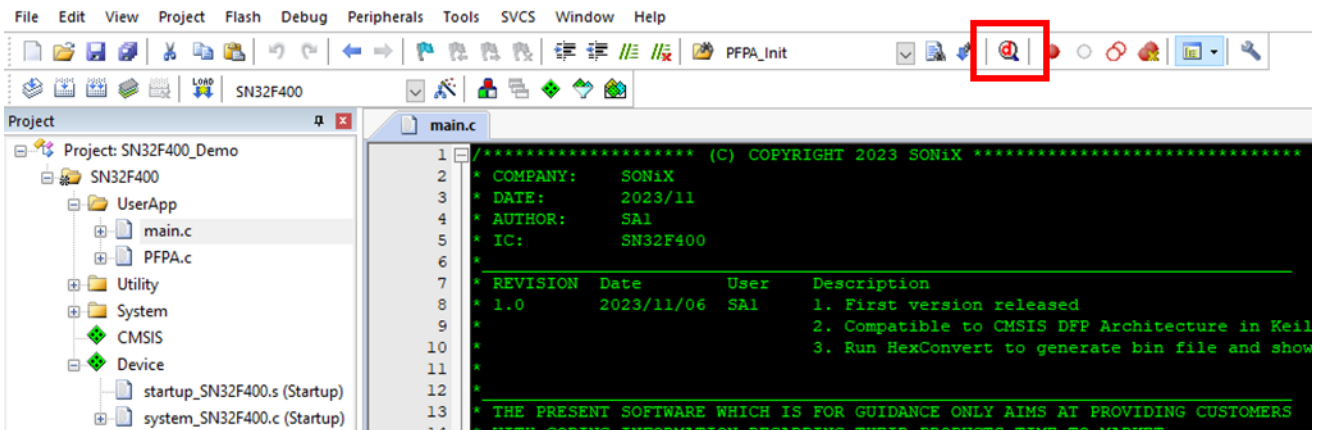 File Edit View Project Flash Debug Peripherals Tools SVCS Window Help
PFPA_Init
LOAD SN32F400
Project
main.c
Project: SN32F400_Demo
SN32F400
UserApp
main.c
PFPA.c
Utility
System
CMSIS
Device
startup_SN32F400.s (Startup)
system_SN32F400.c (Startup)
1 /******************** (C) COPYRIGHT 2023 SONiX *******************************
2 * COMPANY: SONiX
3 * DATE: 2023/11
4 * AUTHOR: SA1
5 * IC: SN32F400
6 *
7 * REVISION Date User Description
8 * 1.0 2023/11/06 SA1 1. First version released
9 * 2. Compatible to CMSIS DFP Architecture in Keil
10 * 3. Run HexConvert to generate bin file and show
11 *
12 *
13 * THE PRESENT SOFTWARE WHICH IS FOR GUIDANCE ONLY AIMS AT PROVIDING CUSTOMERS